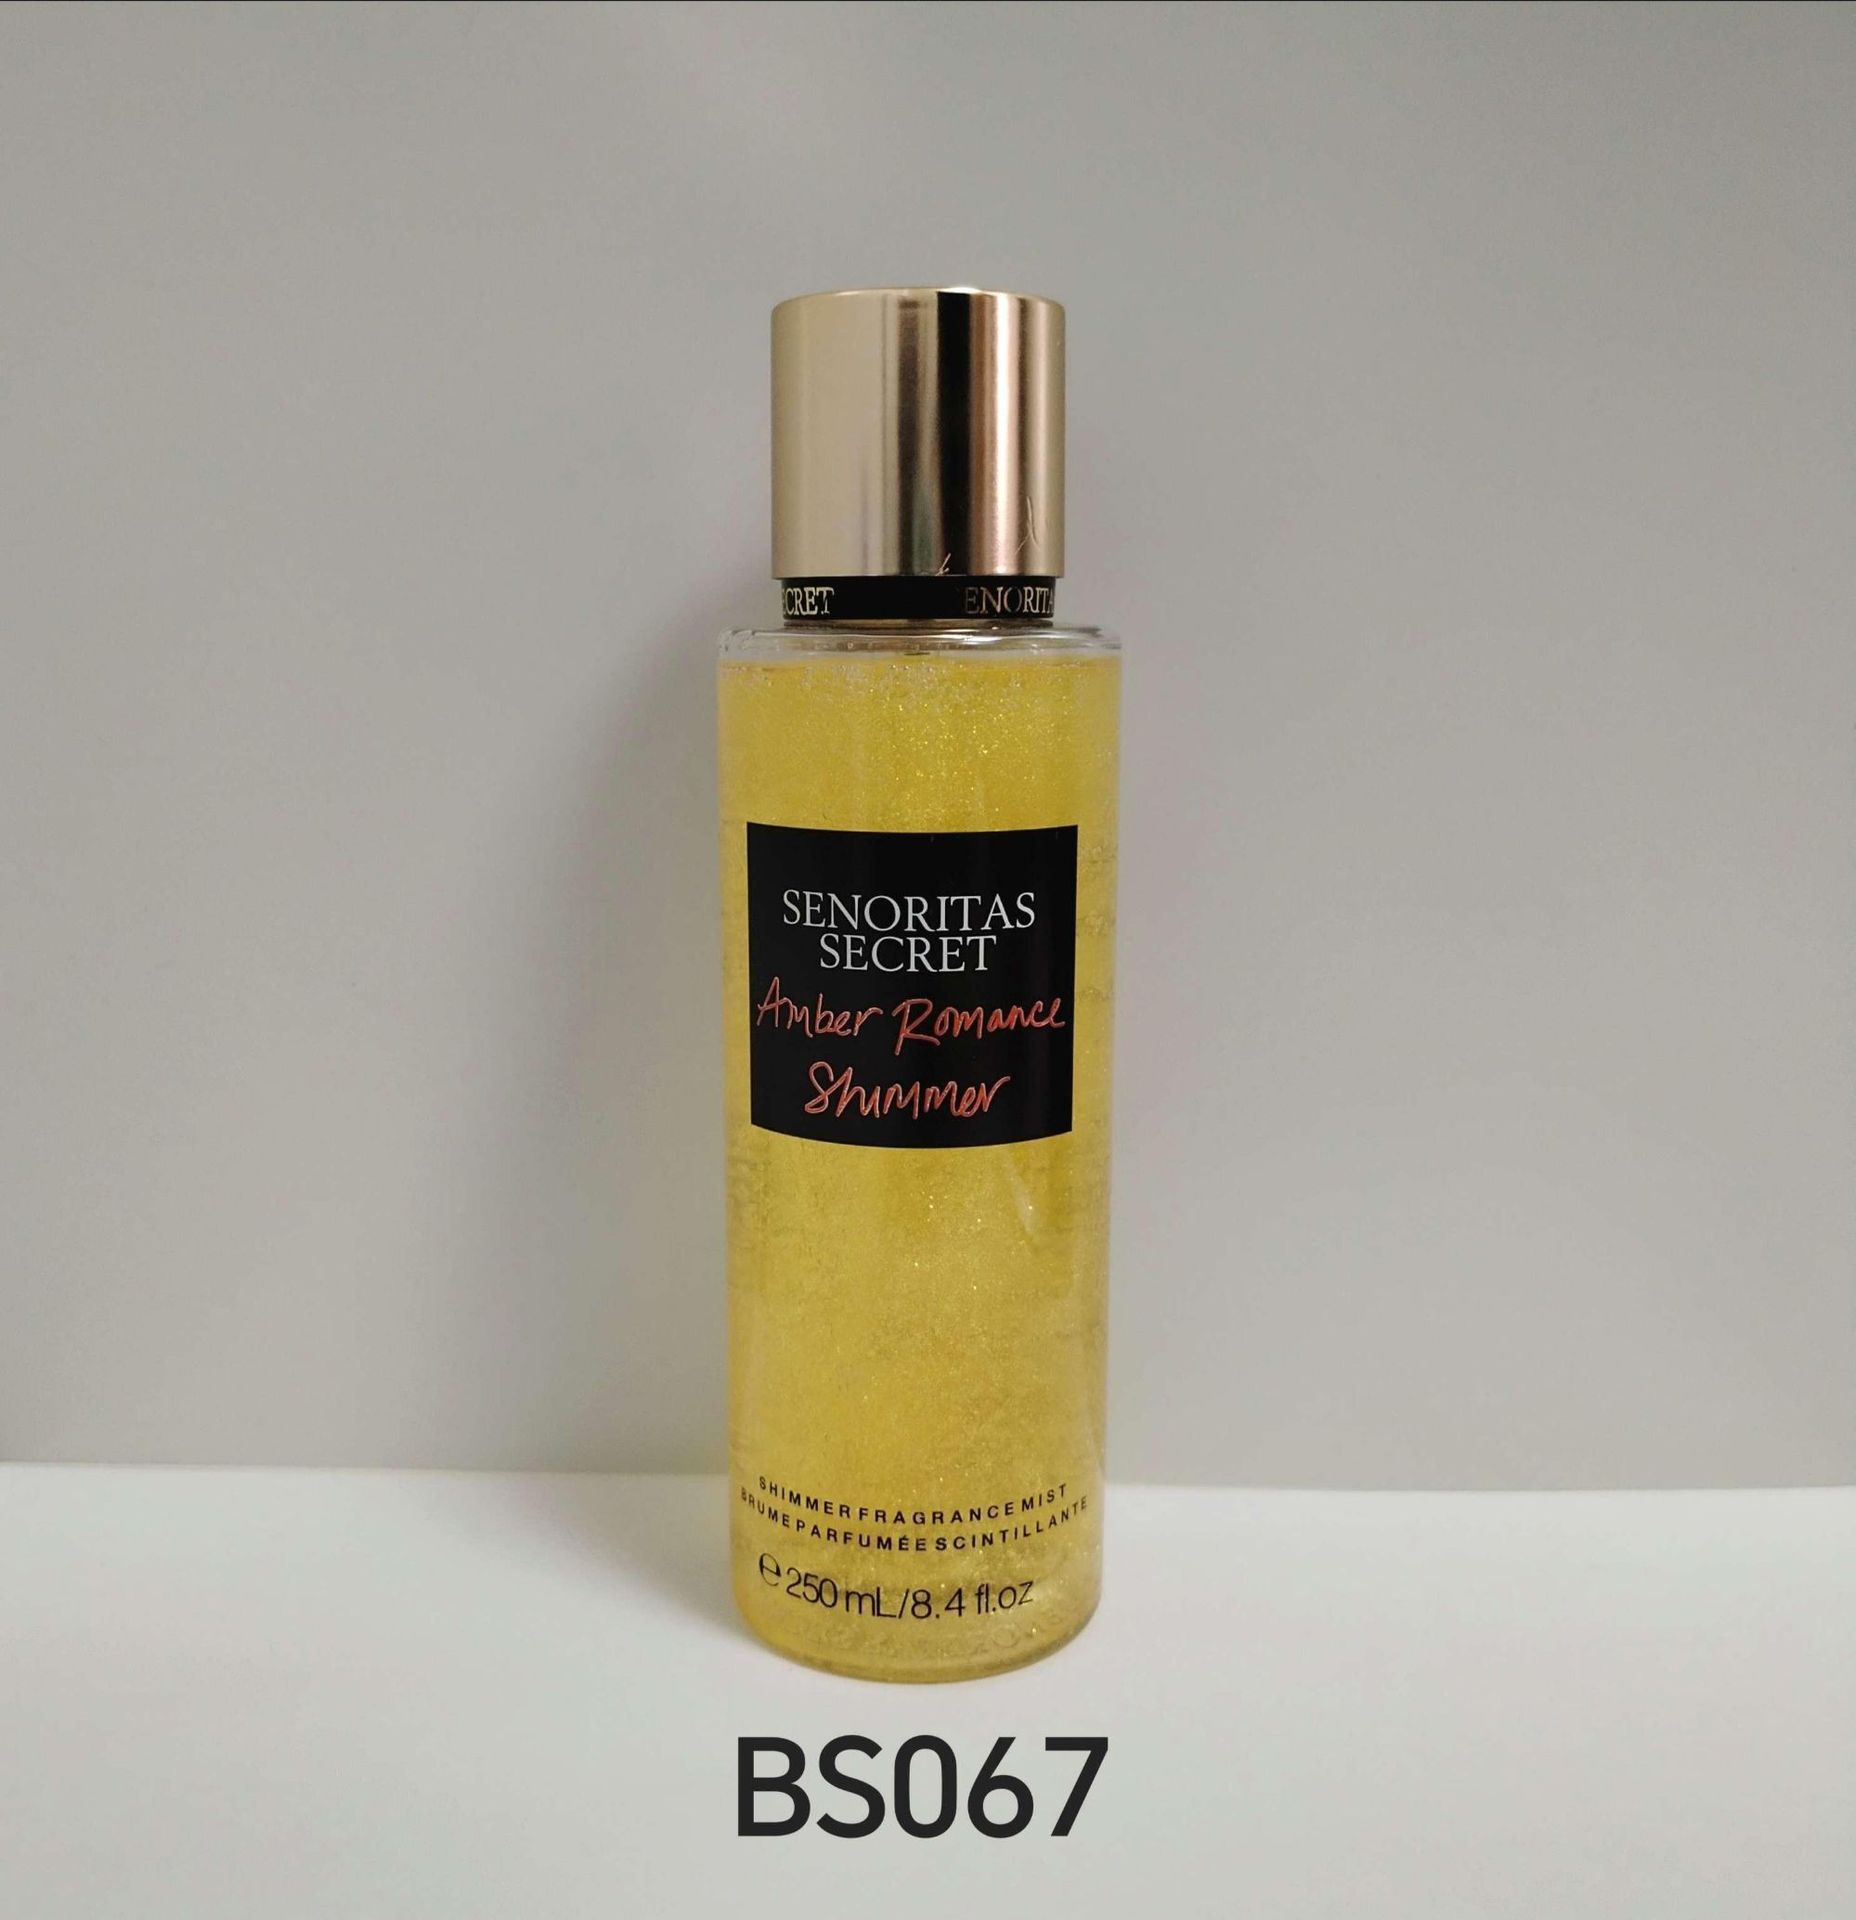 ECRET ENORITA
SENORITAS
SECRET
Amber Romance
Shimmer
SHIMMER FRAGRANCE MIST
BRUME PARFUMÉE SCINTILLANTE
℮ 250 mL/8.4 fl.oz
BS067